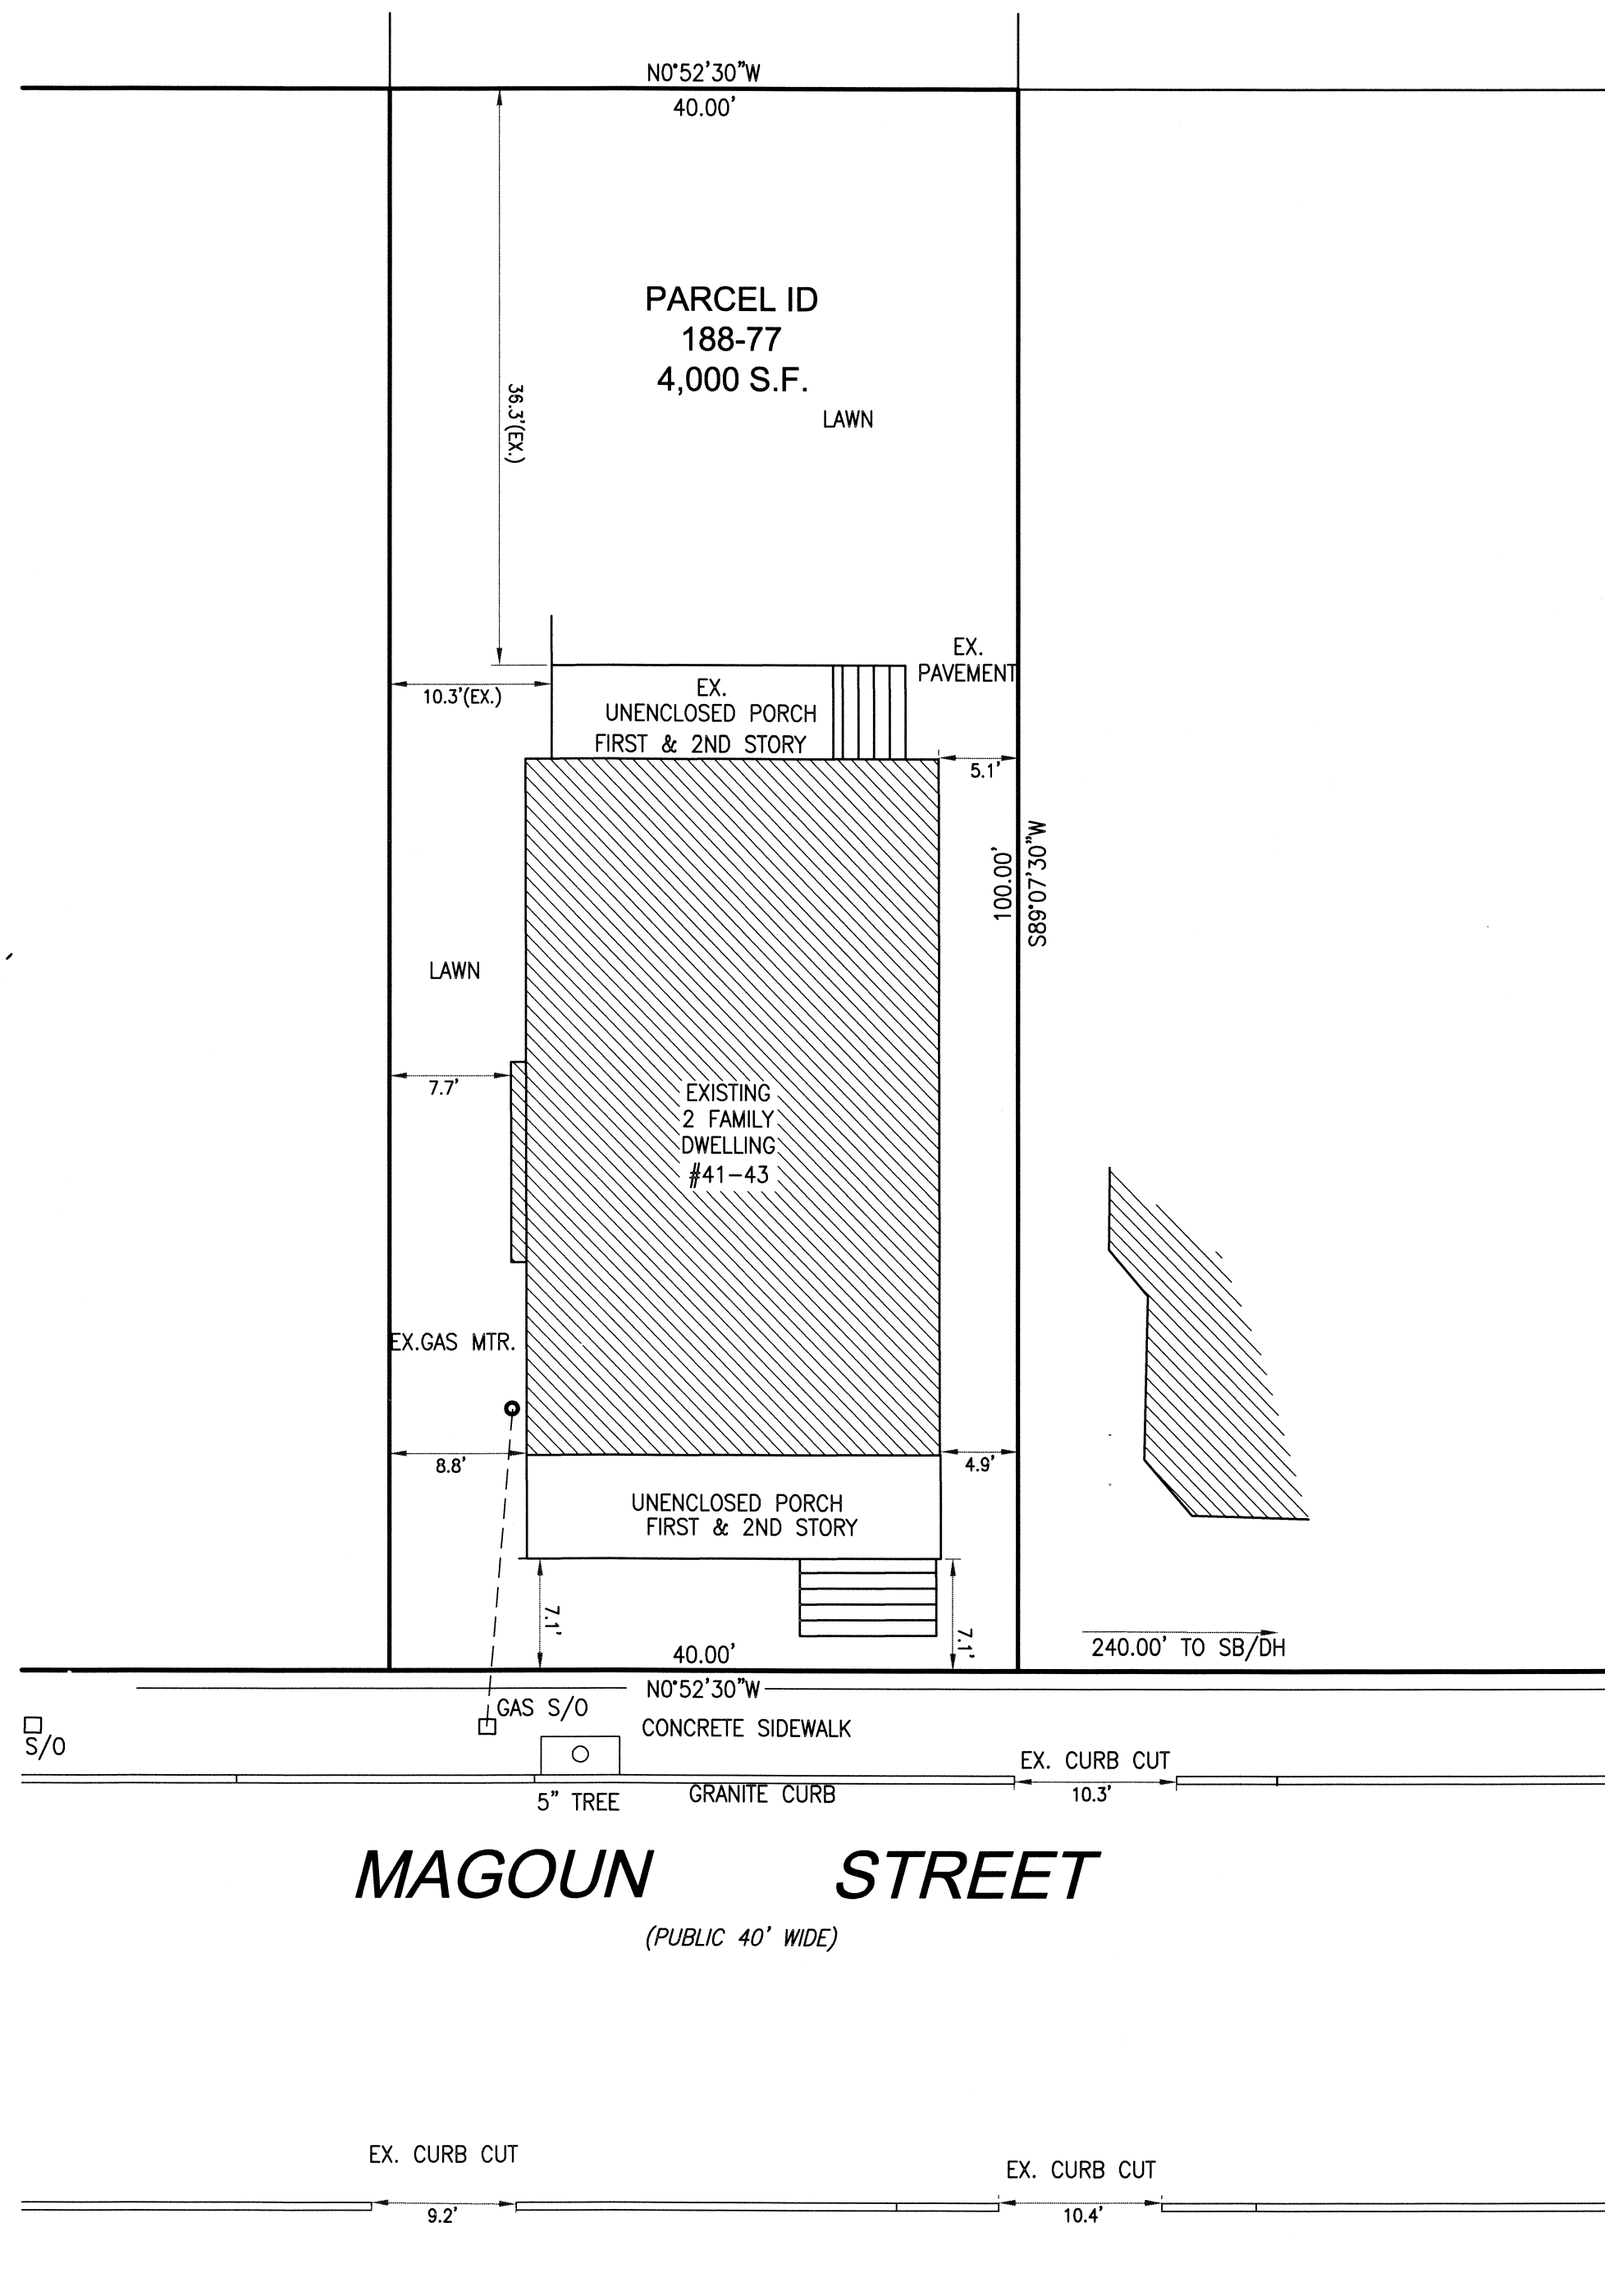 N0°52'30"W
40.00'
PARCEL ID
188-77
4,000 S.F.
LAWN
36.3'(EX.)
EX.
PAVEMENT
10.3'(EX.)
EX.
UNENCLOSED PORCH
FIRST & 2ND STORY
5.1'
100.00'
S89°07'30"W
LAWN
7.7'
EXISTING
2 FAMILY
DWELLING
#41-43
EX.GAS MTR.
8.8'
4.9'
UNENCLOSED PORCH
FIRST & 2ND STORY
7.1'
7.1'
40.00'
240.00' TO SB/DH
N0°52'30"W
GAS S/O
CONCRETE SIDEWALK
S/O
EX. CURB CUT
10.3'
5" TREE
GRANITE CURB
MAGOUN STREET
(PUBLIC 40' WIDE)
EX. CURB CUT
9.2'
EX. CURB CUT
10.4'